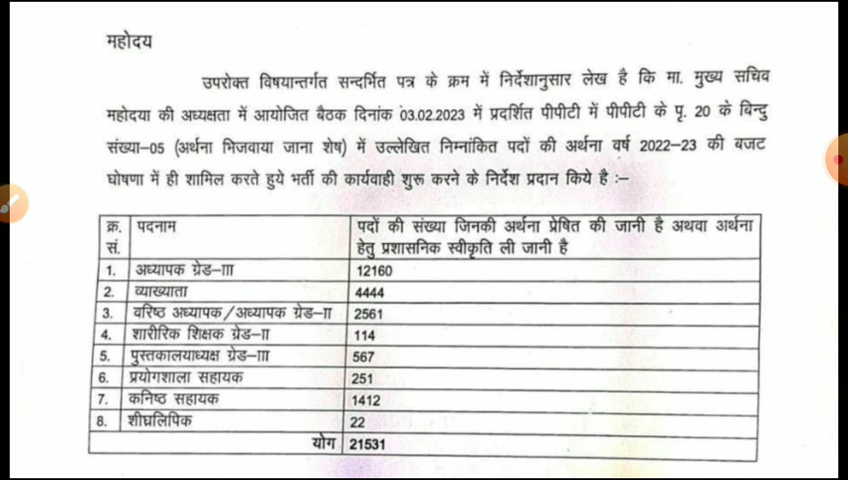 महोदय
उपरोक्त विषयान्तर्गत सन्दर्भित पत्र के क्रम में निर्देशानुसार लेख है कि मा. मुख्य सचिव
महोदया की अध्यक्षता में आयोजित बैठक दिनांक 03.02.2023 में प्रदर्शित पीपीटी में पीपीटी के पृ. 20 के बिन्दु
संख्या–05 (अर्थना भिजवाया जाना शेष) में उल्लेखित निम्नांकित पदों की अर्थना वर्ष 2022–23 की बजट
घोषणा में ही शामिल करते हुये भर्ती की कार्यवाही शुरू करने के निर्देश प्रदान किये है :–
क्र. सं. पदनाम पदों की संख्या जिनकी अर्थना प्रेषित की जानी है अथवा अर्थना
हेतु प्रशासनिक स्वीकृति ली जानी है
1. अध्यापक ग्रेड–III 12160
2. व्याख्याता 4444
3. वरिष्ठ अध्यापक/अध्यापक ग्रेड–II 2561
4. शारीरिक शिक्षक ग्रेड–II 114
5. पुस्तकालयाध्यक्ष ग्रेड–III 567
6. प्रयोगशाला सहायक 251
7. कनिष्ठ सहायक 1412
8. शीघ्रलिपिक 22
योग 21531